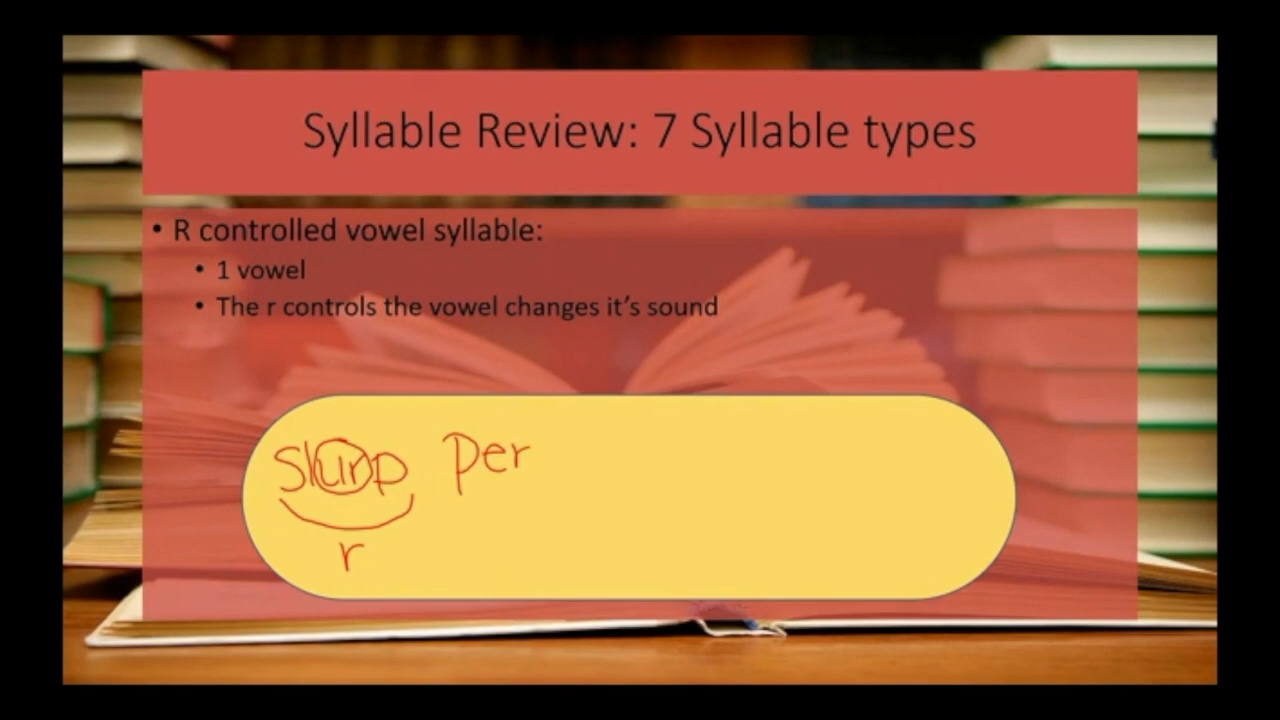 Syllable Review: 7 Syllable types
• R controlled vowel syllable:
• 1 vowel
• The r controls the vowel changes it's sound
Slurp per
r